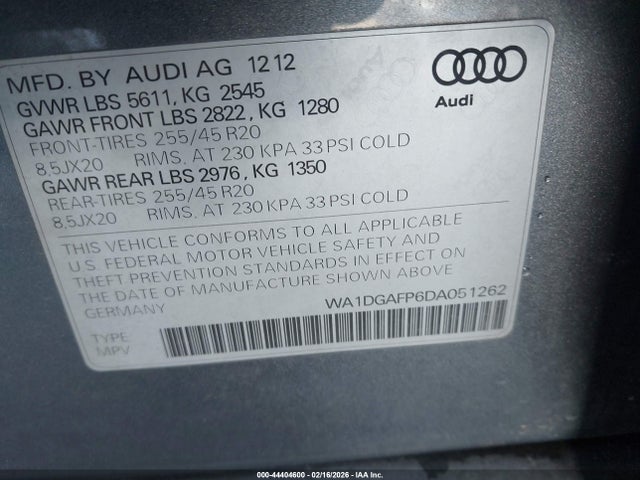 MFD. BY AUDI AG 12 12
GVWR LBS 5611, KG 2545
GAWR FRONT LBS 2822, KG 1280
FRONT-TIRES 255/45 R20
8,5JX20 RIMS. AT 230 KPA 33 PSI COLD
GAWR REAR LBS 2976, KG 1350
REAR-TIRES 255/45 R20
8,5JX20 RIMS. AT 230 KPA 33 PSI COLD
THIS VEHICLE CONFORMS TO ALL APPLICABLE
U.S. FEDERAL MOTOR VEHICLE SAFETY AND
THEFT PREVENTION STANDARDS IN EFFECT ON
THE DATE OF MANUFACTURE SHOWN ABOVE
GERMANY
WA1DGAFP6DA051262
TYPE
MPV
Audi
000-44404600 - 02/16/2026 - IAA Inc.